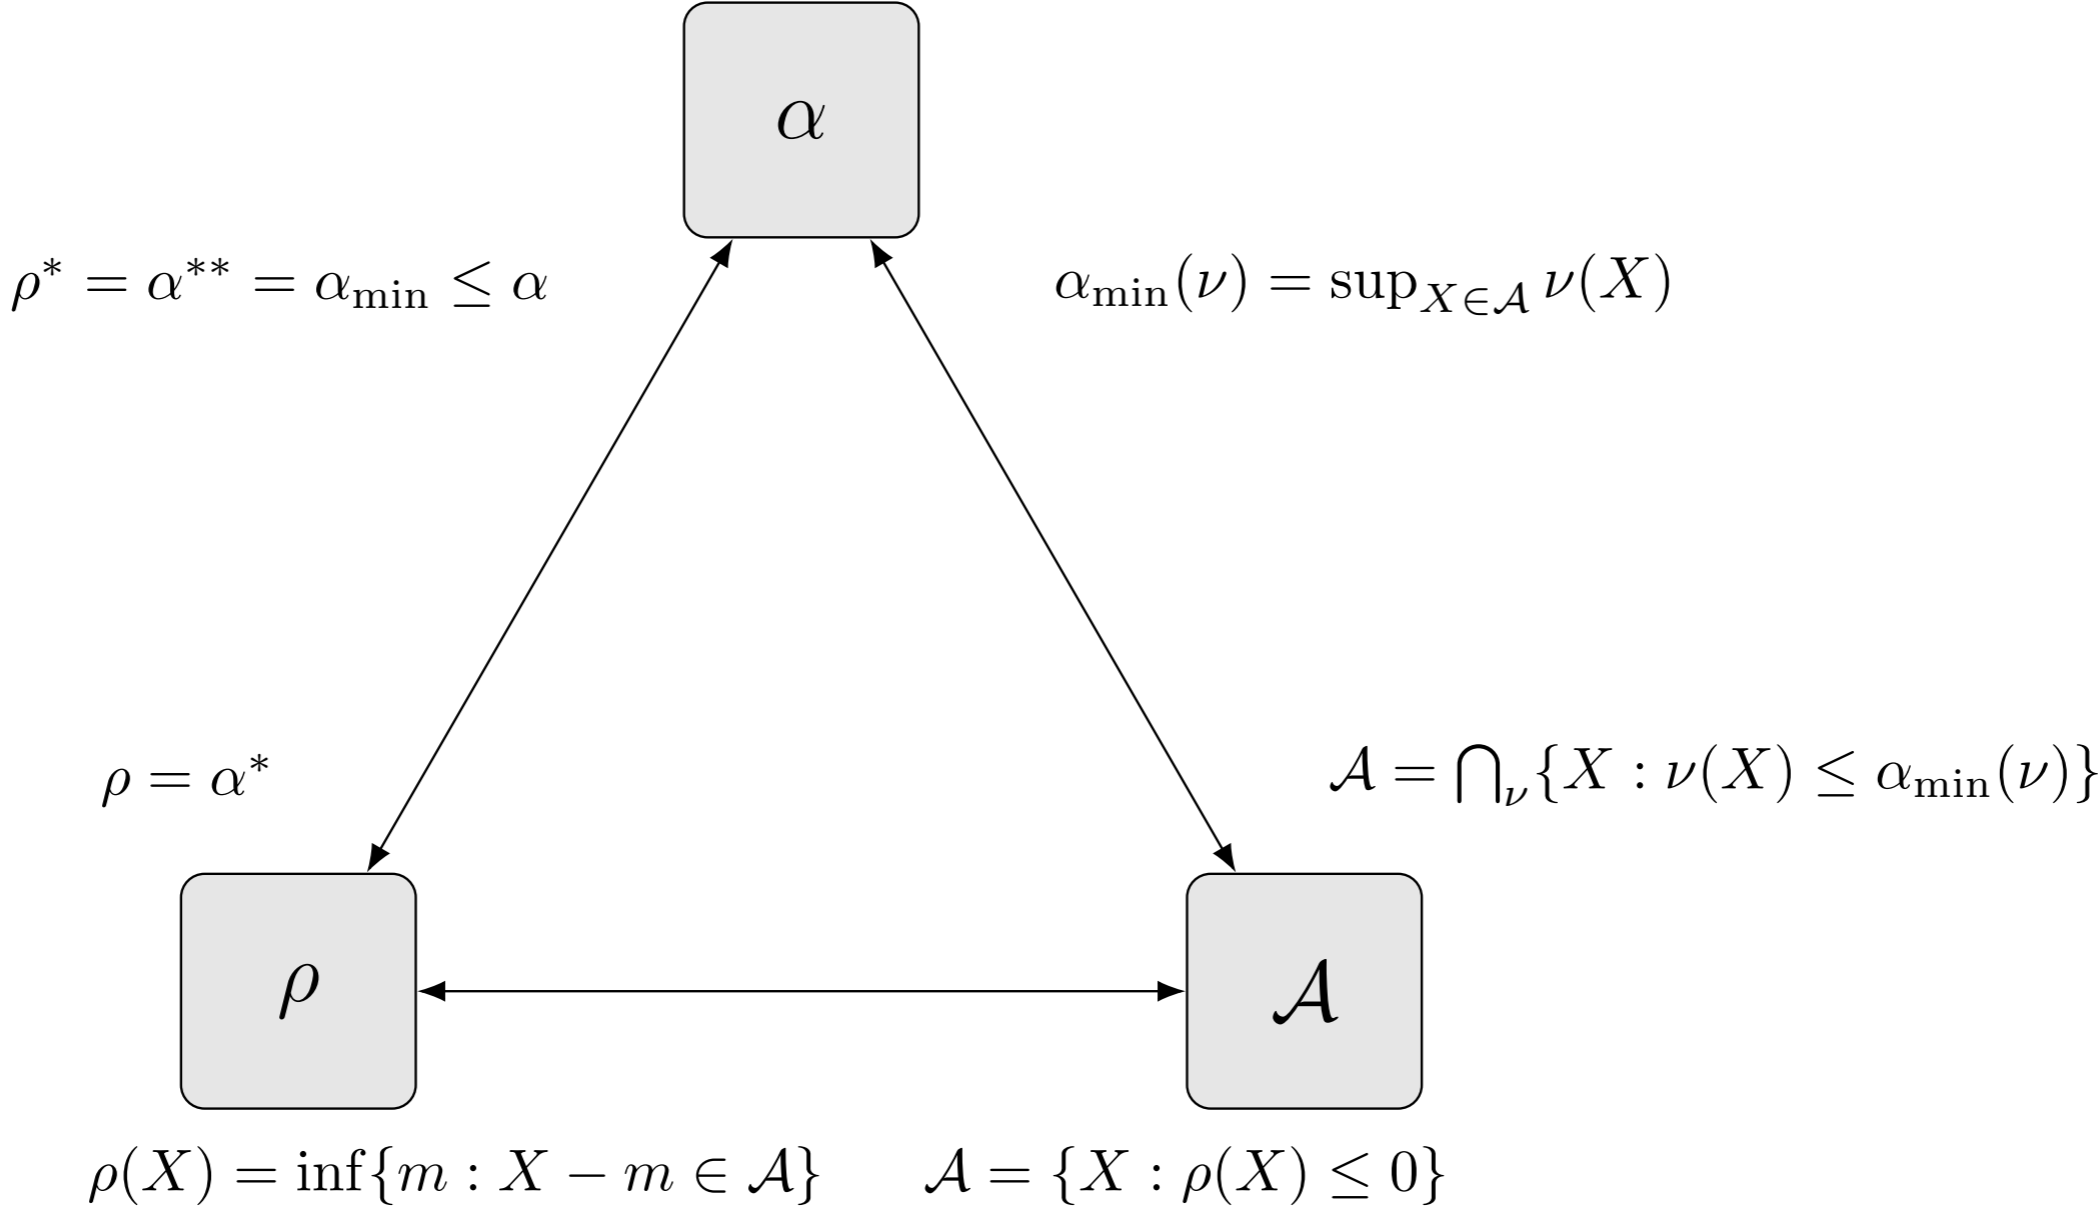 α
ρ* = α** = α_min ≤ α
α_min(ν) = sup_{X∈𝒜} ν(X)
ρ = α*
𝒜 = ⋂_ν{X : ν(X) ≤ α_min(ν)}
ρ
𝒜
ρ(X) = inf{m : X − m ∈ 𝒜}
𝒜 = {X : ρ(X) ≤ 0}